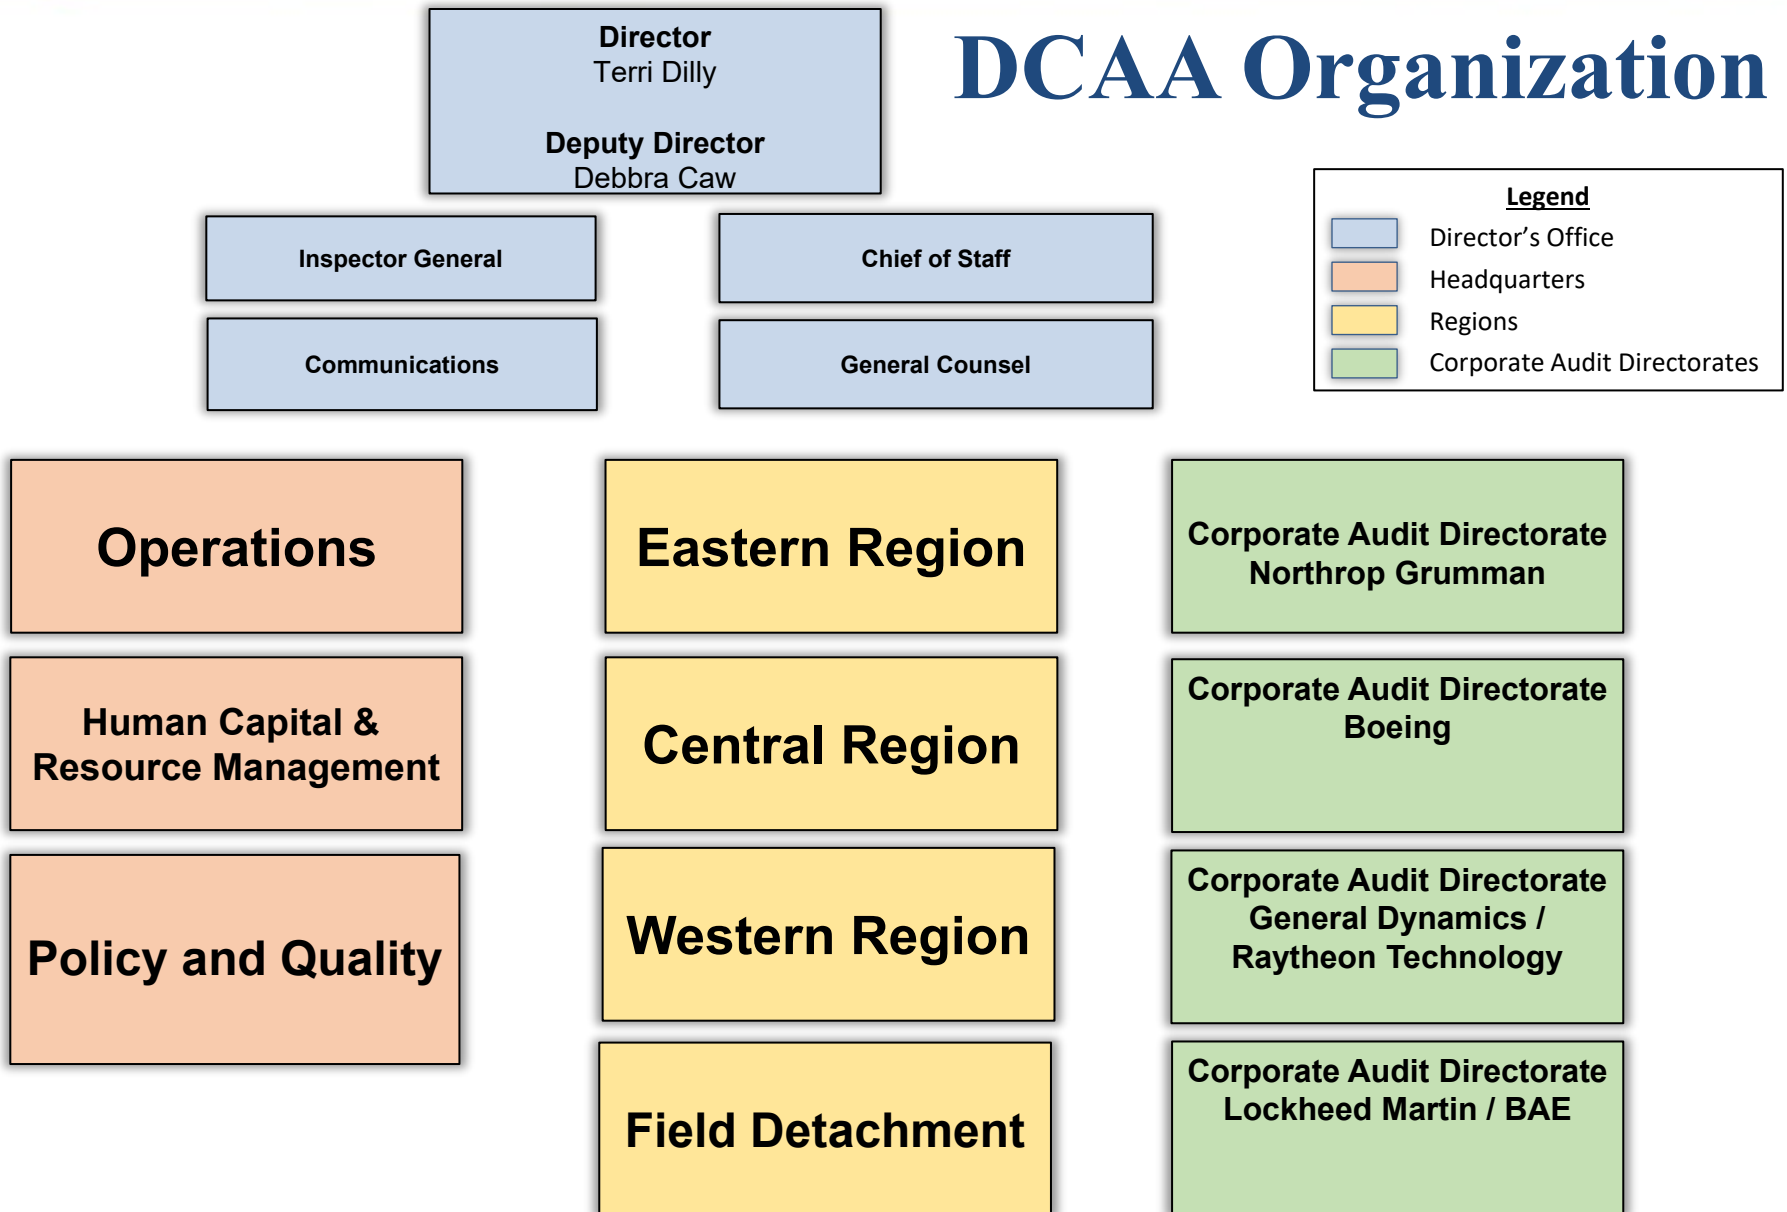 DCAA Organization
Director
Terri Dilly
Deputy Director
Debbra Caw
Legend
Director’s Office
Headquarters
Regions
Corporate Audit Directorates
Inspector General
Chief of Staff
Communications
General Counsel
Operations
Human Capital &
Resource Management
Policy and Quality
Eastern Region
Central Region
Western Region
Field Detachment
Corporate Audit Directorate
Northrop Grumman
Corporate Audit Directorate
Boeing
Corporate Audit Directorate
General Dynamics /
Raytheon Technology
Corporate Audit Directorate
Lockheed Martin / BAE